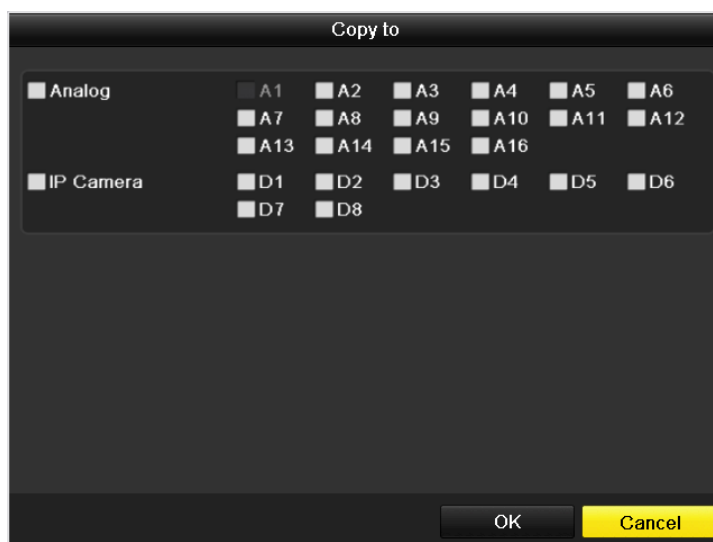 Copy to
Analog A1 A2 A3 A4 A5 A6
A7 A8 A9 A10 A11 A12
A13 A14 A15 A16
IP Camera D1 D2 D3 D4 D5 D6
D7 D8
OK Cancel